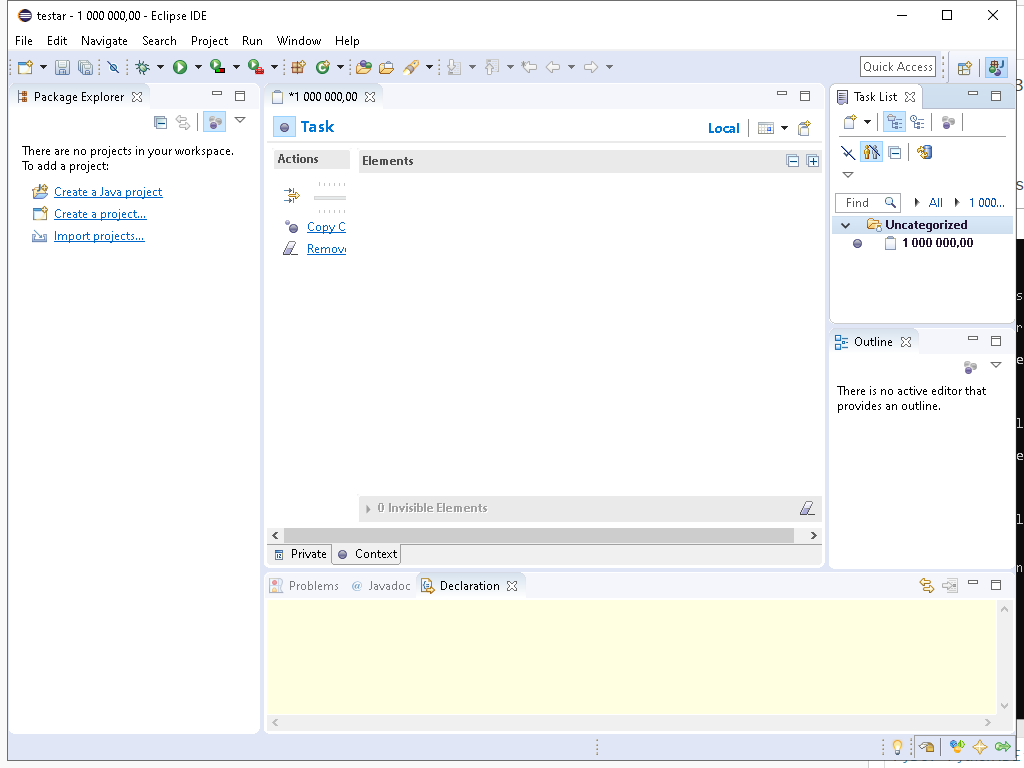 testar - 1 000 000,00 - Eclipse IDE
File Edit Navigate Search Project Run Window Help
Quick Access
Package Explorer
There are no projects in your workspace.
To add a project:
Create a Java project
Create a project...
Import projects...
*1 000 000,00
Task
Local
Actions
Elements
Copy C
Remov
0 Invisible Elements
Private Context
Task List
Find All 1 000...
Uncategorized
1 000 000,00
Outline
There is no active editor that
provides an outline.
Problems @ Javadoc Declaration